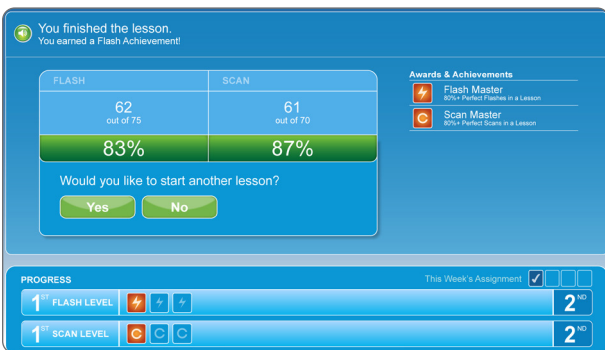 You finished the lesson.
You earned a Flash Achievement!
FLASH SCAN
62 61
out of 75 out of 70
83% 87%
Would you like to start another lesson?
Yes No
Awards & Achievements
Flash Master
80%+ Perfect Flashes in a Lesson
Scan Master
80%+ Perfect Scans in a Lesson
PROGRESS This Week's Assignment
1ST FLASH LEVEL 2ND
1ST SCAN LEVEL 2ND